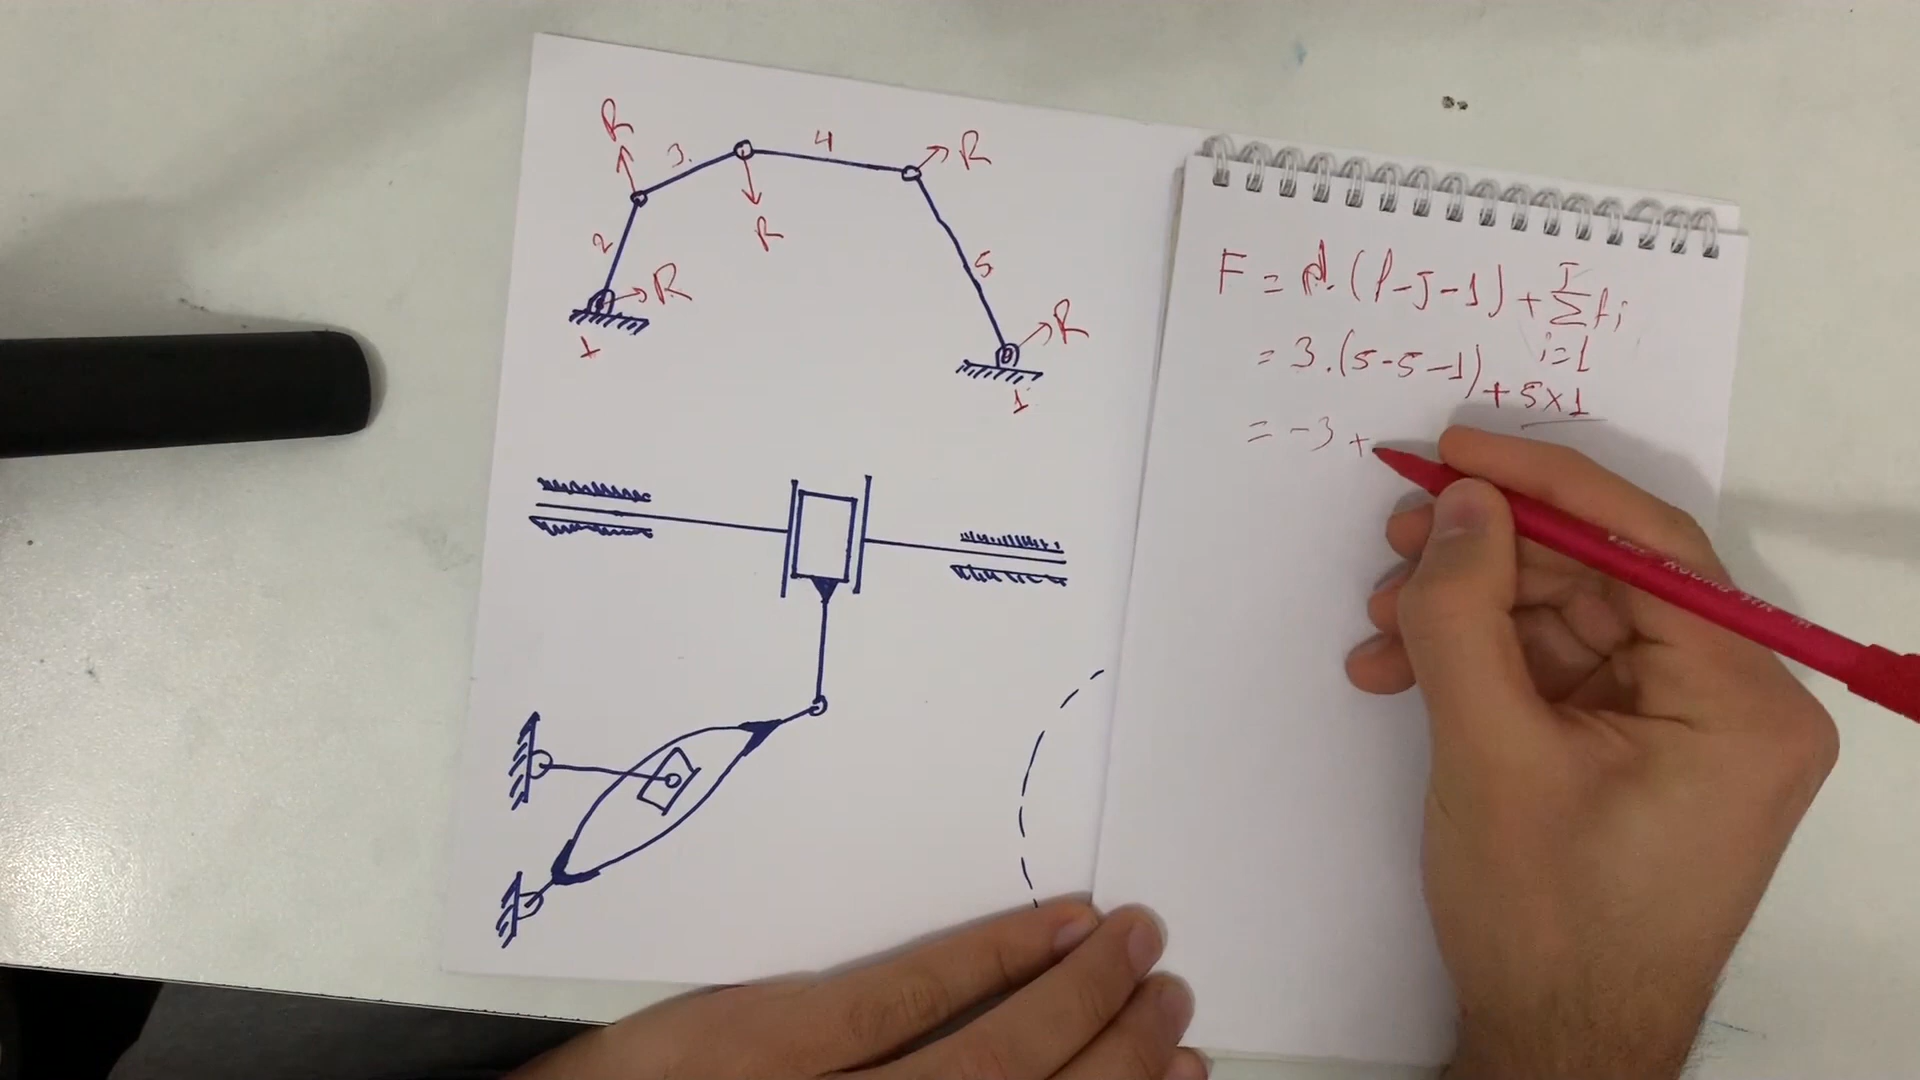 R
3.
4
R
2
R
R
5
1
R
1
F = λ. (l-J-1) + J Σ i=1 fi
= 3.(5-5-1) + 5x1
= -3 +